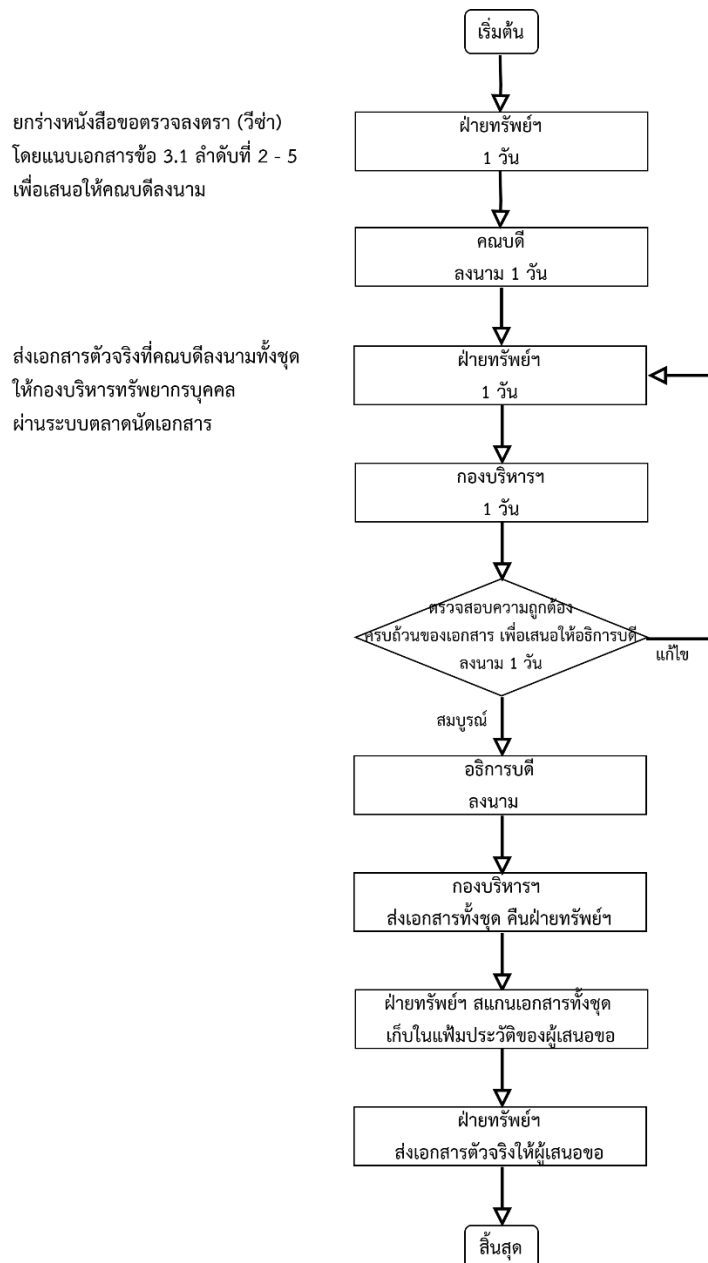 เริ่มต้น
ยกร่างหนังสือขอตรวจลงตรา (วีซ่า)
โดยแนบเอกสารข้อ 3.1 ลำดับที่ 2 - 5
เพื่อเสนอให้คณบดีลงนาม
ฝ่ายทรัพย์ฯ
1 วัน
คณบดี
ลงนาม 1 วัน
ส่งเอกสารตัวจริงที่คณบดีลงนามทั้งชุด
ให้กองบริหารทรัพยากรบุคคล
ผ่านระบบตลาดนัดเอกสาร
ฝ่ายทรัพย์ฯ
1 วัน
กองบริหารฯ
1 วัน
ตรวจสอบความถูกต้อง
ครบถ้วนของเอกสาร เพื่อเสนอให้อธิการบดี
ลงนาม 1 วัน
แก้ไข
สมบูรณ์
อธิการบดี
ลงนาม
กองบริหารฯ
ส่งเอกสารทั้งชุด คืนฝ่ายทรัพย์ฯ
ฝ่ายทรัพย์ฯ สแกนเอกสารทั้งชุด
เก็บในแฟ้มประวัติของผู้เสนอขอ
ฝ่ายทรัพย์ฯ
ส่งเอกสารตัวจริงให้ผู้เสนอขอ
สิ้นสุด